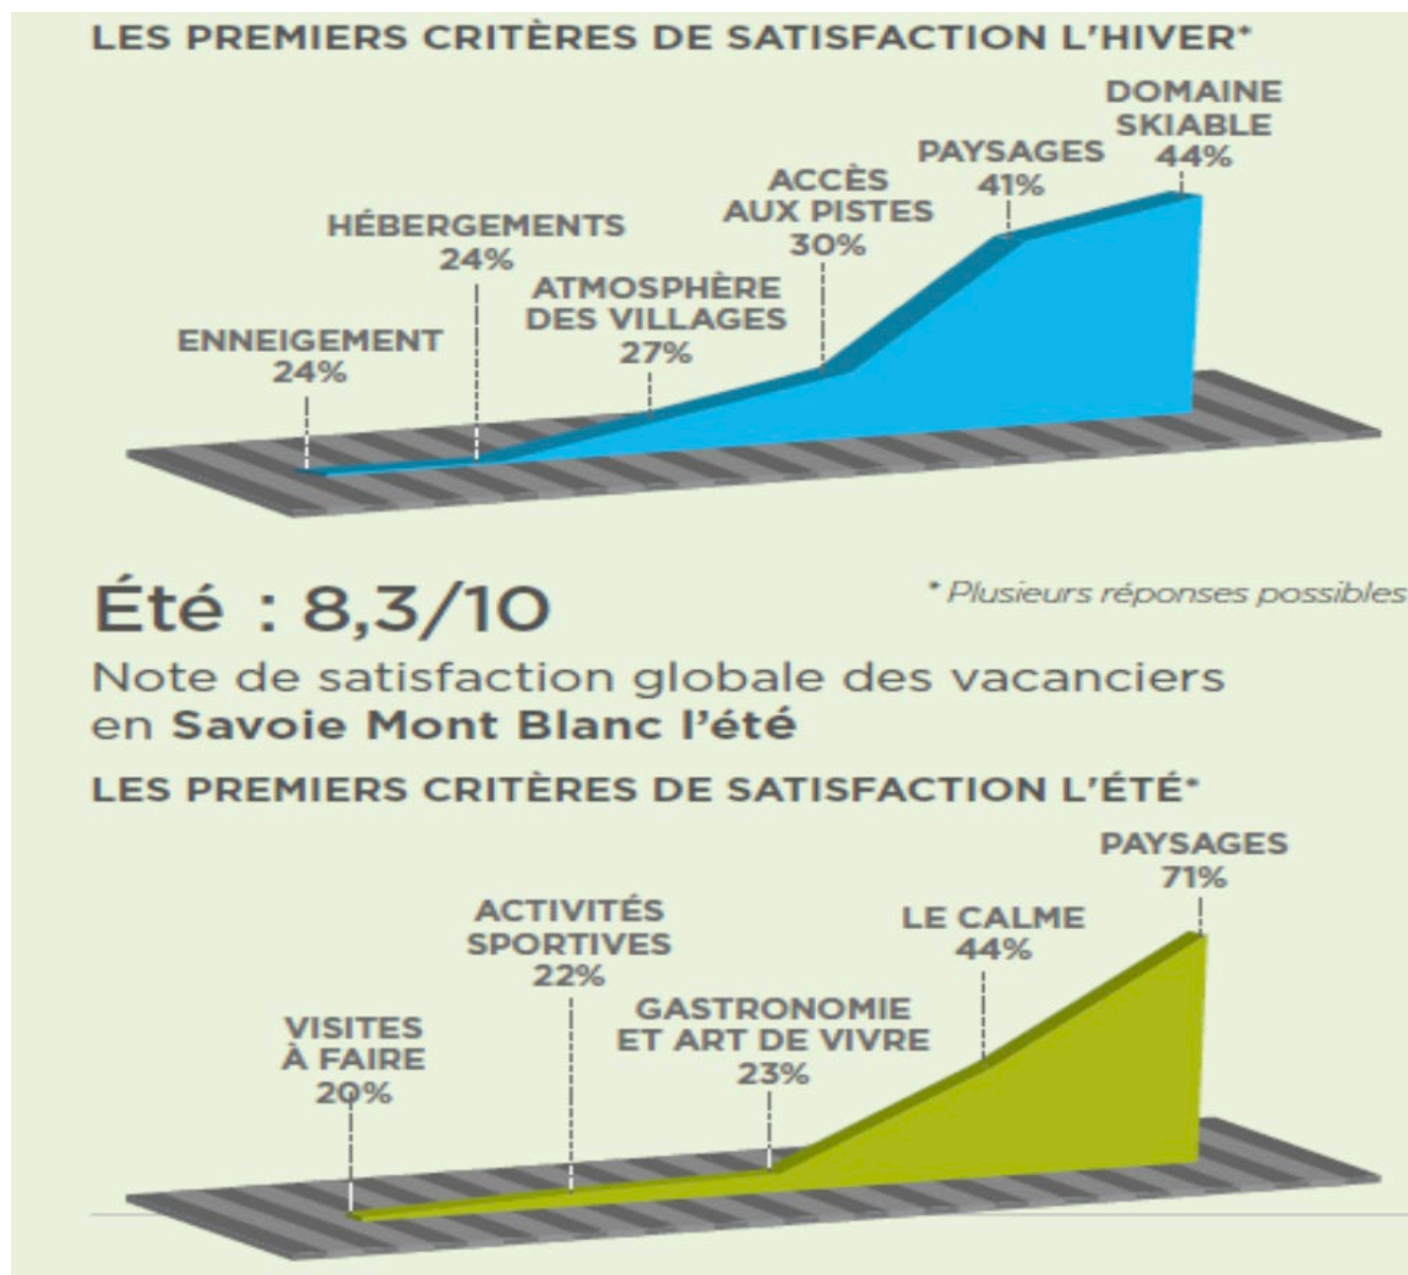 LES PREMIERS CRITÈRES DE SATISFACTION L'HIVER*
DOMAINE
SKIABLE
44%
PAYSAGES
41%
ACCÈS
AUX PISTES
30%
HÉBERGEMENTS
24%
ATMOSPHÈRE
DES VILLAGES
27%
ENNEIGEMENT
24%
Été : 8,3/10
* Plusieurs réponses possibles
Note de satisfaction globale des vacanciers
en Savoie Mont Blanc l’été
LES PREMIERS CRITÈRES DE SATISFACTION L'ÉTÉ*
PAYSAGES
71%
ACTIVITÉS
SPORTIVES
22%
LE CALME
44%
GASTRONOMIE
ET ART DE VIVRE
23%
VISITES
À FAIRE
20%